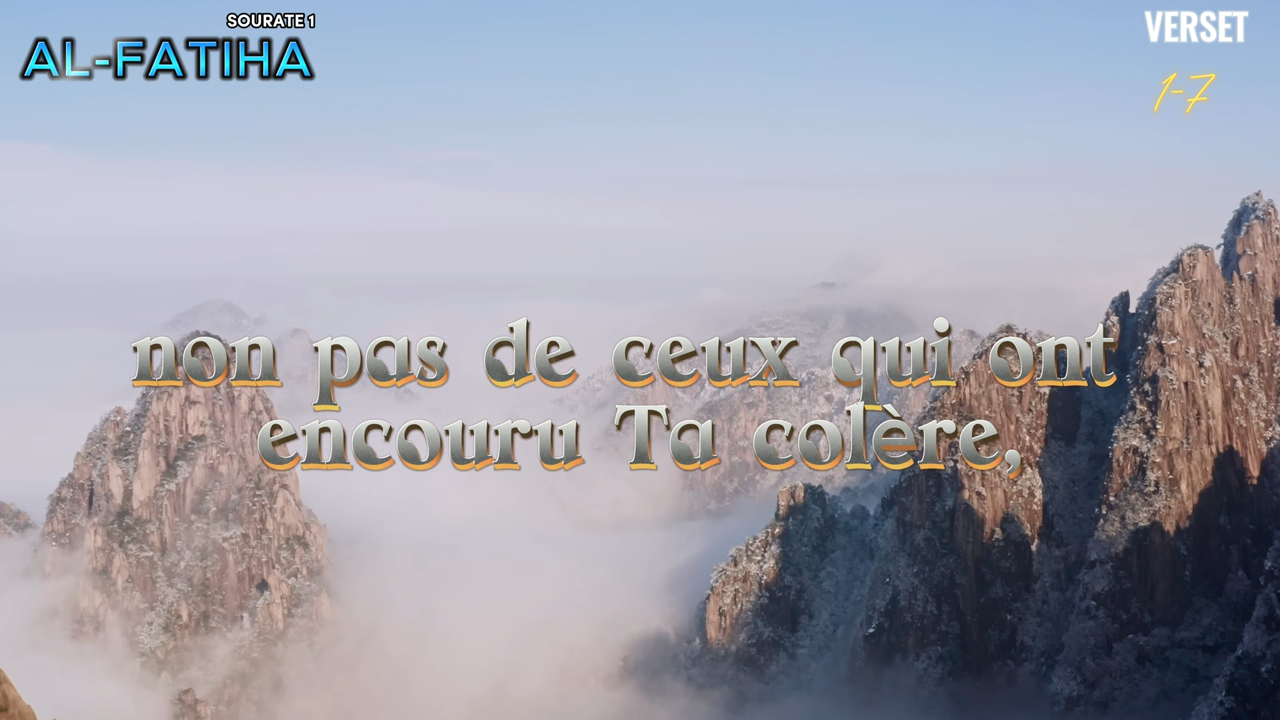 SOURATE 1
AL-FATIHA
VERSET
1-7
non pas de ceux qui ont
encouru Ta colère,